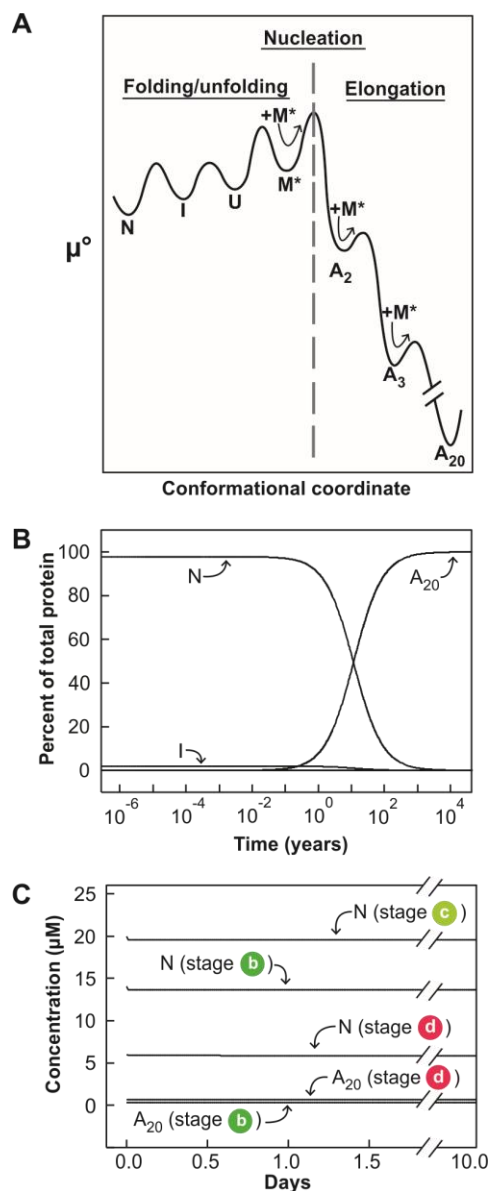 A
Nucleation
Folding/unfolding
Elongation
+M*
N
I
U
M*
+M*
A2
+M*
A3
A20
μ°
Conformational coordinate
B
Percent of total protein
100
80
60
40
20
0
N
A20
I
10-6
10-4
10-2
100
102
104
Time (years)
C
Concentration (μM)
25
20
15
10
5
0
N (stage c)
N (stage b)
N (stage d)
A20 (stage d)
A20 (stage b)
0.0
0.5
1.0
1.5
10.0
Days